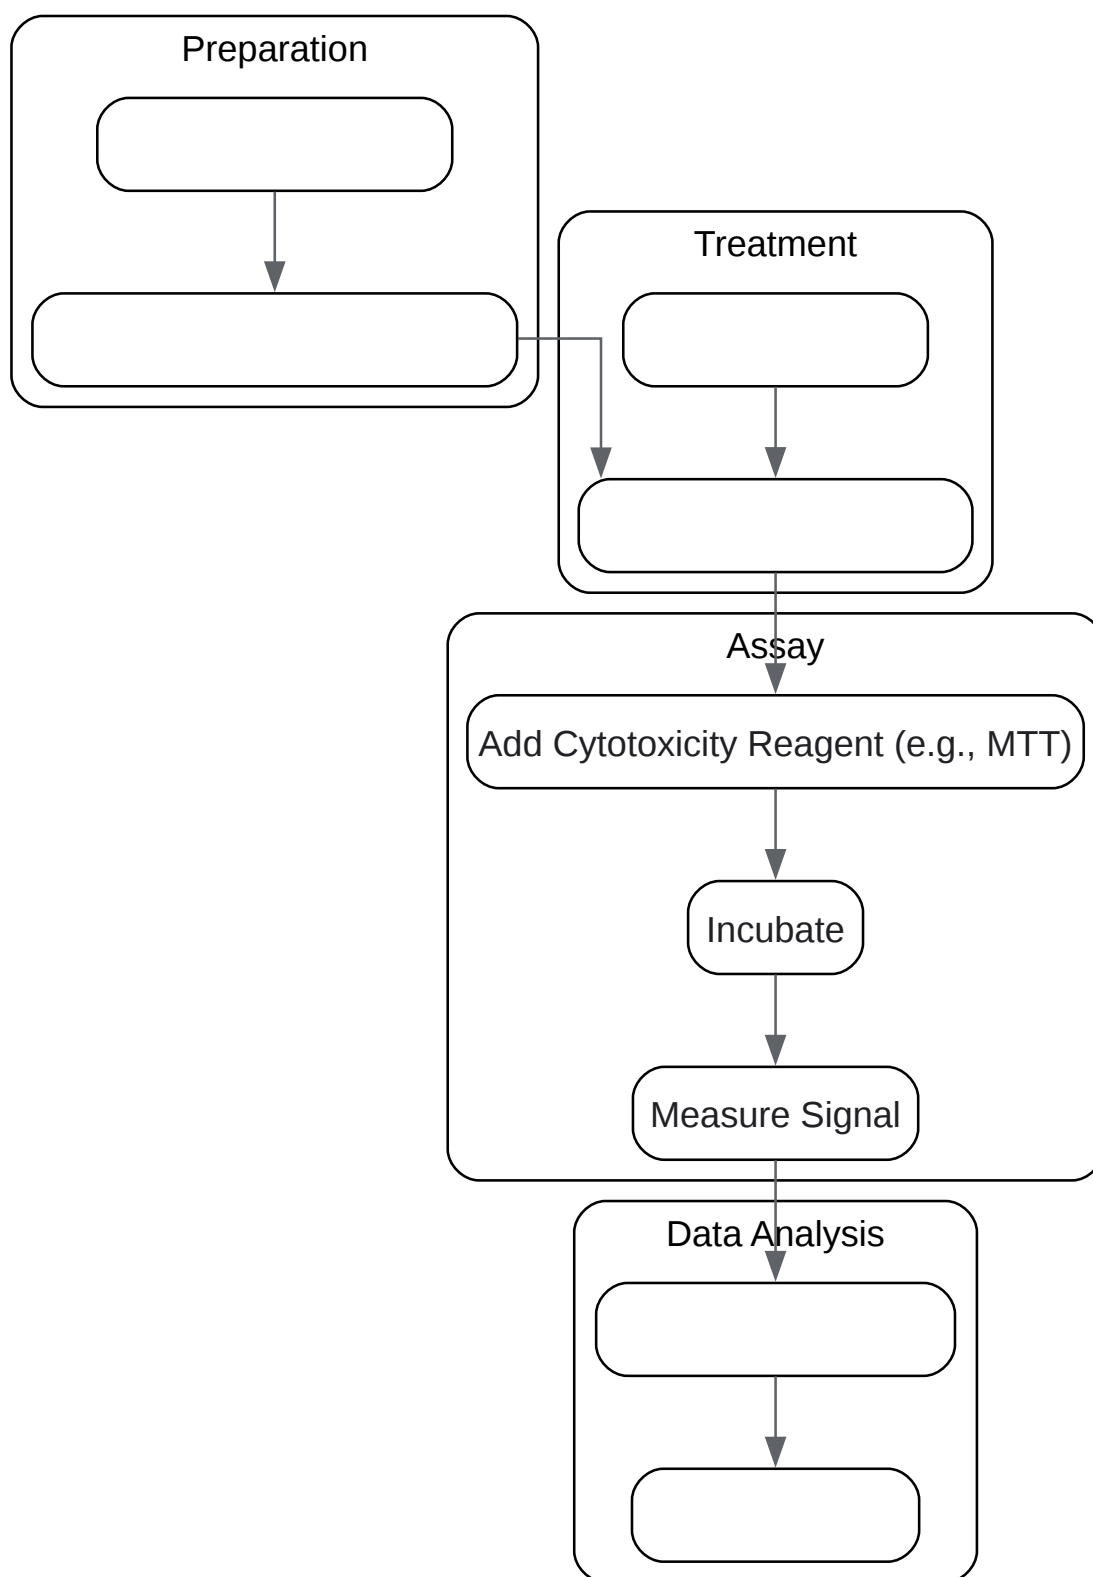 Preparation
Treatment
Assay
Add Cytotoxicity Reagent (e.g., MTT)
Incubate
Measure Signal
Data Analysis